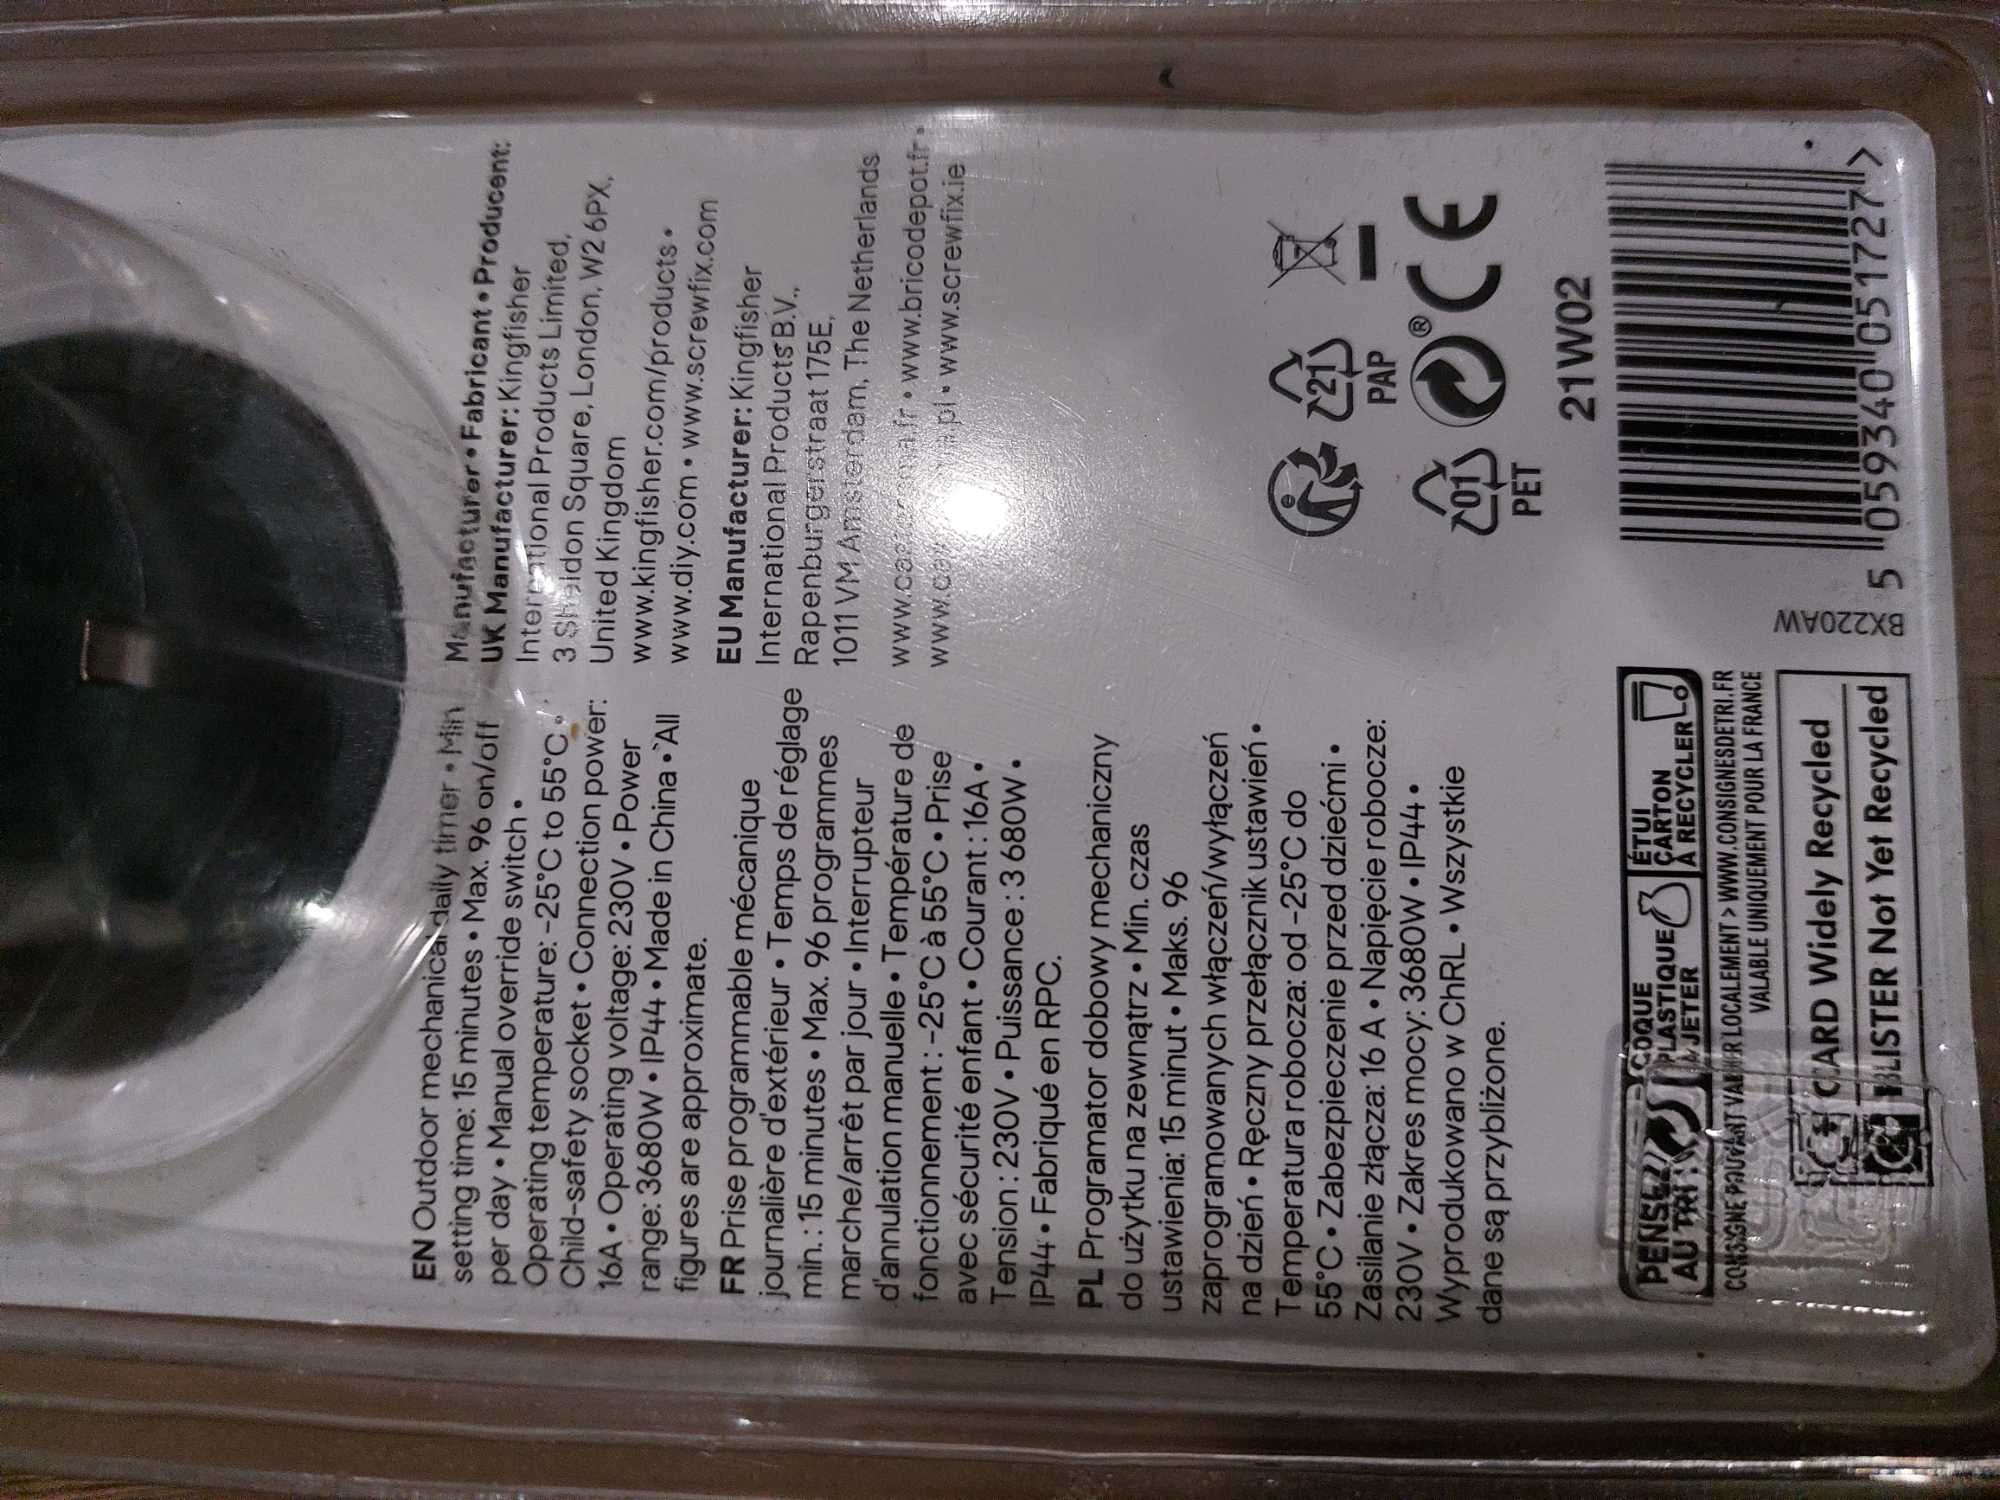 EN Outdoor mechanical daily timer • Min
setting time: 15 minutes • Max. 96 on/off
per day • Manual override switch •
Operating temperature: -25°C to 55°C •
Child-safety socket • Connection power:
16A • Operating voltage: 230V • Power
range: 3680W • IP44 • Made in China • All
figures are approximate.
FR Prise programmable mécanique
journalière d'extérieur • Temps de réglage
min. : 15 minutes • Max. 96 programmes
marche/arrêt par jour • Interrupteur
d'annulation manuelle • Température de
fonctionnement : -25°C à 55°C • Prise
avec sécurité enfant • Courant : 16A •
Tension : 230V • Puissance : 3 680W •
IP44 • Fabriqué en RPC.
PL Programator dobowy mechaniczny
do użytku na zewnątrz • Min. czas
ustawienia: 15 minut • Maks. 96
zaprogramowanych włączeń/wyłączeń
na dzień • Ręczny przełącznik ustawień •
Temperatura robocza: od -25°C do
55°C • Zabezpieczenie przed dziećmi •
Zasilanie złącza: 16 A • Napięcie robocze:
230V • Zakres mocy: 3680W • IP44 •
Wyprodukowano w ChRL • Wszystkie
dane są przybliżone.
Manufacturer • Fabricant • Producent:
UK Manufacturer: Kingfisher
International Products Limited,
3 Sheldon Square, London, W2 6PX,
United Kingdom
www.kingfisher.com/products •
www.diy.com • www.screwfix.com
EU Manufacturer: Kingfisher
International Products B.V.,
Rapenburgerstraat 175E,
1011 VM Amsterdam, The Netherlands
www.bricodepot.fr •
www.screwfix.ie
21
PAP
01
PET
®
CE
21W02
PENSEZ
AU TRI !
COQUE
PLASTIQUE
À JETER
ÉTUI
CARTON
À RECYCLER
CONSIGNE POUVANT VARIER LOCALEMENT > WWW.CONSIGNESDETRI.FR
VALABLE UNIQUEMENT POUR LA FRANCE
CARD Widely Recycled
BLISTER Not Yet Recycled
BX220AW
5 059340 051727 >